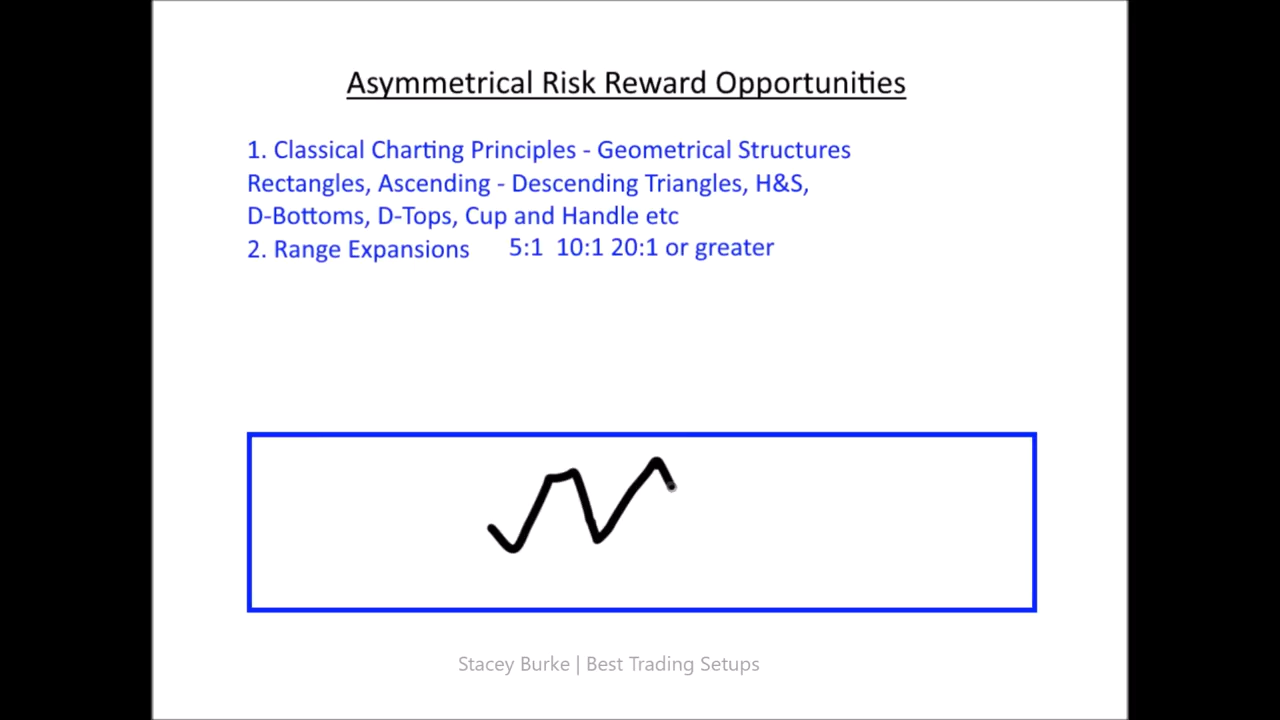 Asymmetrical Risk Reward Opportunities
1. Classical Charting Principles - Geometrical Structures
Rectangles, Ascending - Descending Triangles, H&S,
D-Bottoms, D-Tops, Cup and Handle etc
2. Range Expansions 5:1 10:1 20:1 or greater
Stacey Burke | Best Trading Setups